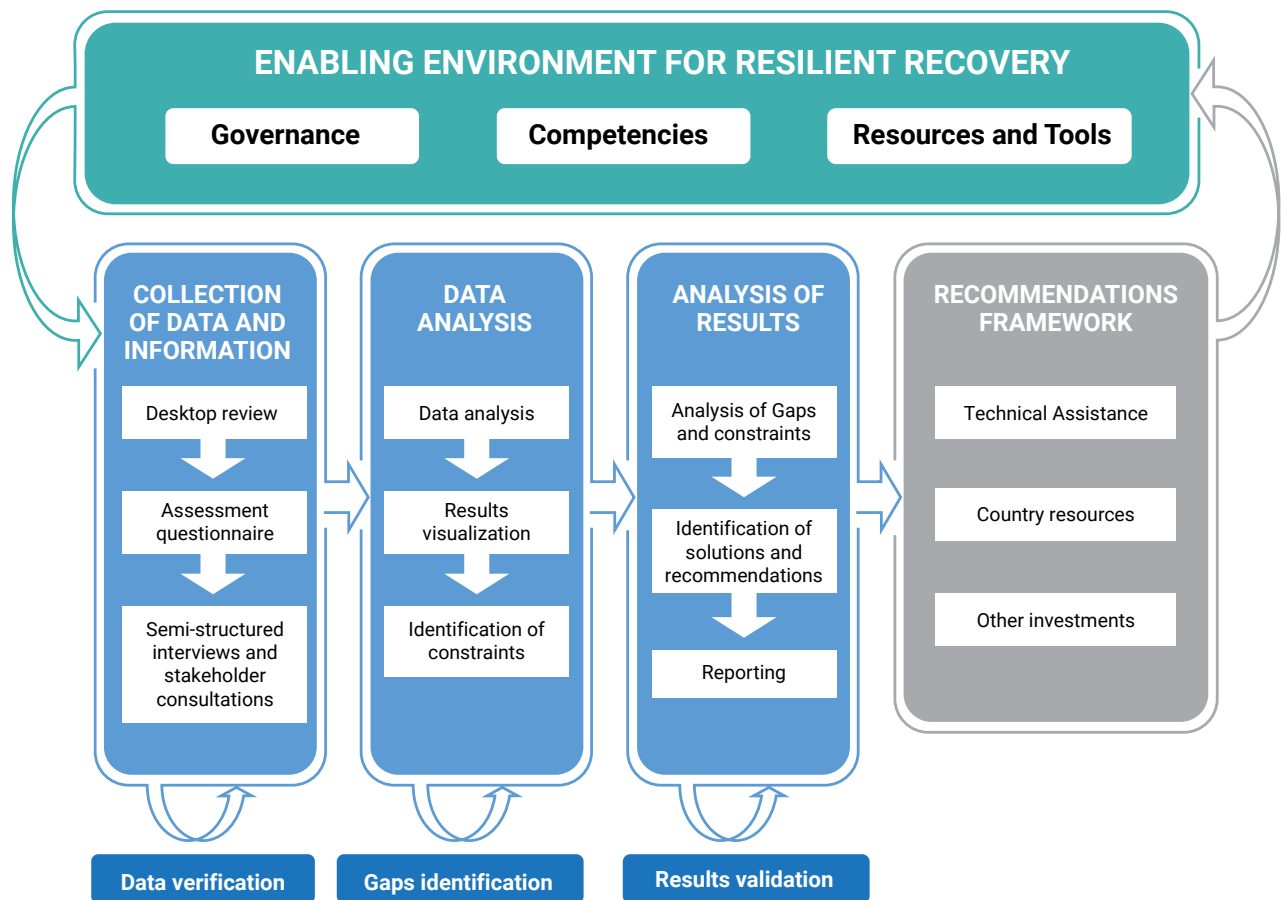 ENABLING ENVIRONMENT FOR RESILIENT RECOVERY
Governance
Competencies
Resources and Tools
COLLECTION
OF DATA AND
INFORMATION
Desktop review
Assessment
questionnaire
Semi-structured
interviews and
stakeholder
consultations
Data verification
DATA
ANALYSIS
Data analysis
Results
visualization
Identification of
constraints
Gaps identification
ANALYSIS OF
RESULTS
Analysis of Gaps
and constraints
Identification of
solutions and
recommendations
Reporting
Results validation
RECOMMENDATIONS
FRAMEWORK
Technical Assistance
Country resources
Other investments